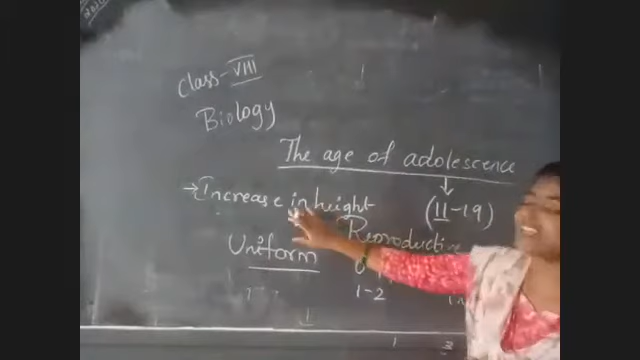 Class- VIII
Biology
The age of adolescence
→ Increase in height
(11-19)
Reproductive
Uniform
1-2